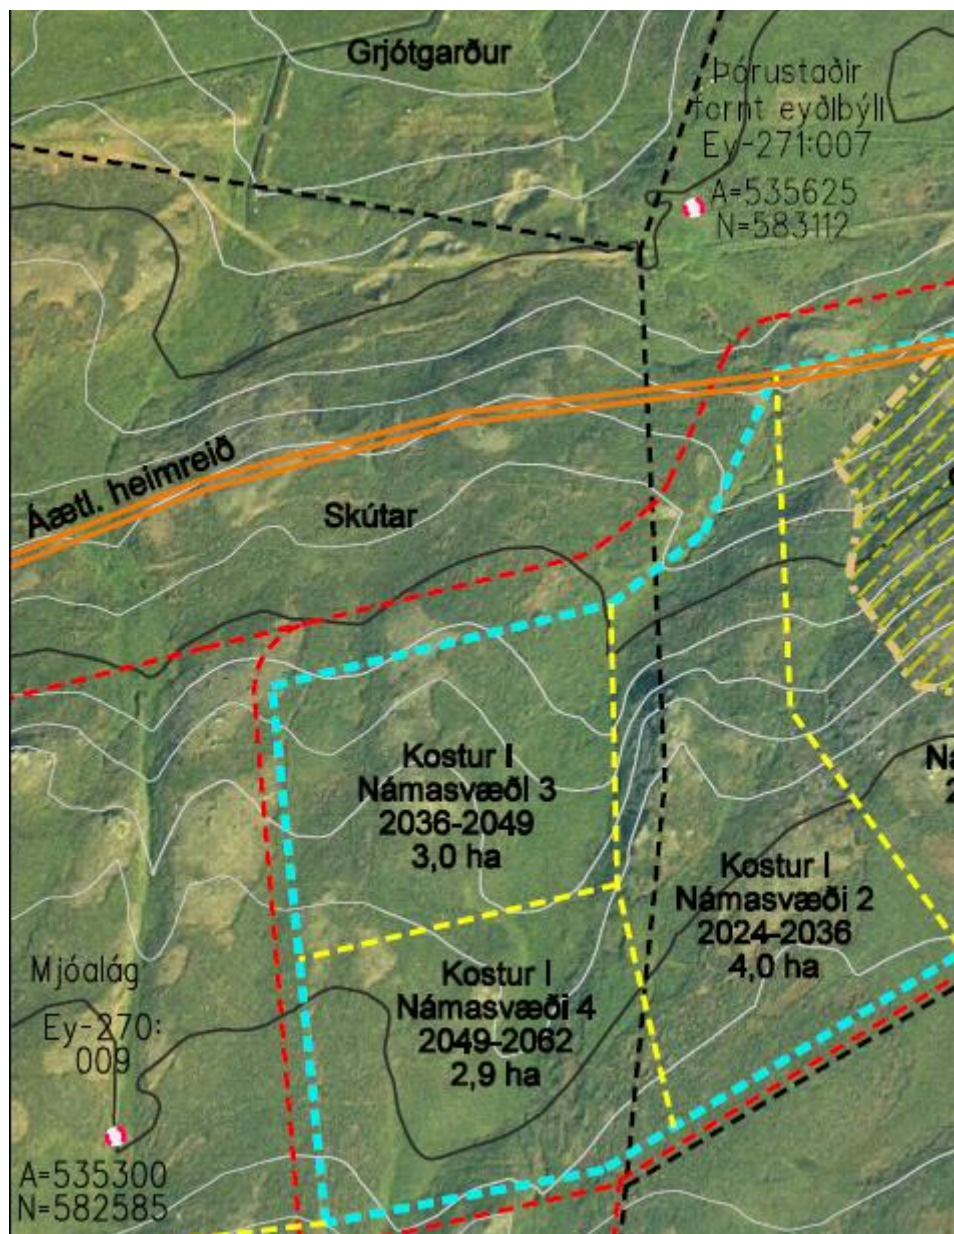 Grjótgarður
Þórustaðir
fornt eyðibýli
Ey-271:007
A=535625
N=583112
Áætl. heimreið
Skútar
Kostur I
Námasvæði 3
2036-2049
3,0 ha
Kostur I
Námasvæði 2
2024-2036
4,0 ha
Mjóalág
Ey-270:
009
Kostur I
Námasvæði 4
2049-2062
2,9 ha
A=535300
N=582585